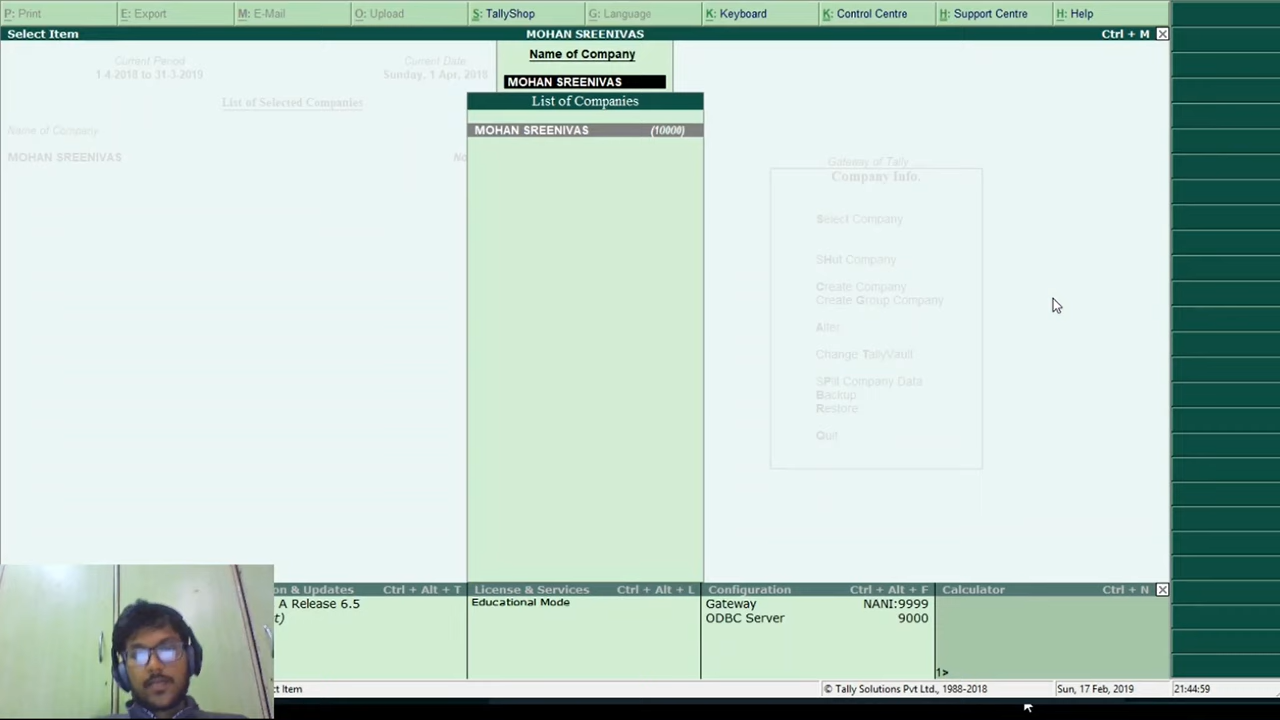 P: Print
E: Export
M: E-Mail
O: Upload
S: TallyShop
G: Language
K: Keyboard
K: Control Centre
H: Support Centre
H: Help
Select Item
MOHAN SREENIVAS
Ctrl + M
Current Period
1-4-2018 to 31-3-2019
Current Date
Sunday, 1 Apr, 2018
Name of Company
MOHAN SREENIVAS
List of Selected Companies
List of Companies
Name of Company
MOHAN SREENIVAS (10000)
MOHAN SREENIVAS
No
Gateway of Tally
Company Info.
Select Company
SHut Company
Create Company
Create Group Company
Alter
Change TallyVault
SPlit Company Data
Backup
Restore
Quit
n & Updates Ctrl + Alt + T
A Release 6.5
t)
License & Services Ctrl + Alt + L
Educational Mode
Configuration Ctrl + Alt + F
Gateway NANI:9999
ODBC Server 9000
Calculator Ctrl + N
1>
ct Item
© Tally Solutions Pvt Ltd., 1988-2018
Sun, 17 Feb, 2019
21:44:59